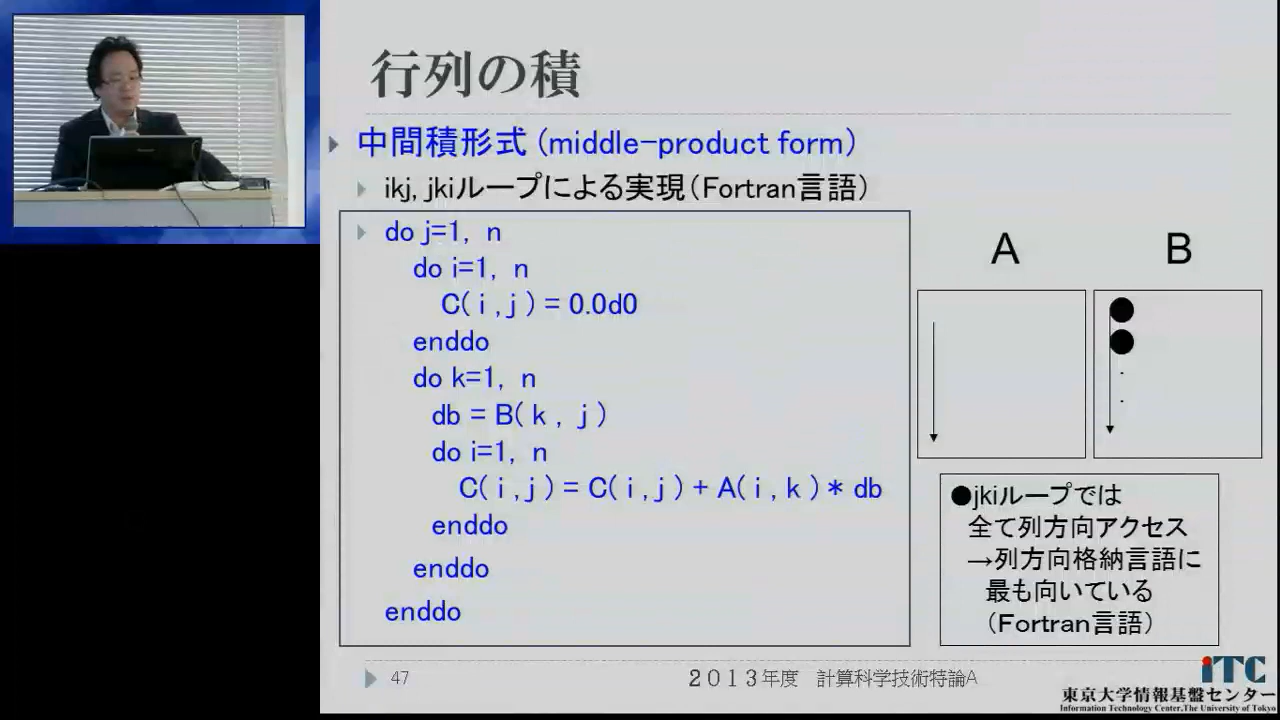 行列の積
中間積形式 (middle-product form)
ikj, jkiループによる実現（Fortran言語）
do j=1, n
do i=1, n
C( i , j ) = 0.0d0
enddo
do k=1, n
db = B( k , j )
do i=1, n
C( i , j ) = C( i , j ) + A( i , k ) * db
enddo
enddo
enddo
A
B
●jkiループでは
全て列方向アクセス
→列方向格納言語に
最も向いている
（Fortran言語）
47
２０１３年度 計算科学技術特論A
iTC
東京大学情報基盤センター
Information Technology Center,The University of Tokyo